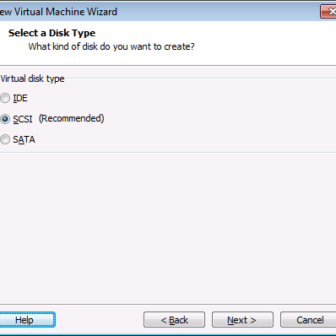 ew Virtual Machine Wizard
Select a Disk Type
What kind of disk do you want to create?
Virtual disk type
IDE
SCSI (Recommended)
SATA
Help < Back Next > Cancel